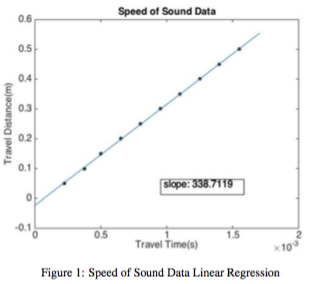 Speed of Sound Data
0.6
0.5
0.4
0.3
0.2
0.1
0
-0.1
Travel Distance(m)
slope: 338.7119
0
0.5
1
1.5
2
×10⁻³
Travel Time(s)
Figure 1: Speed of Sound Data Linear Regression